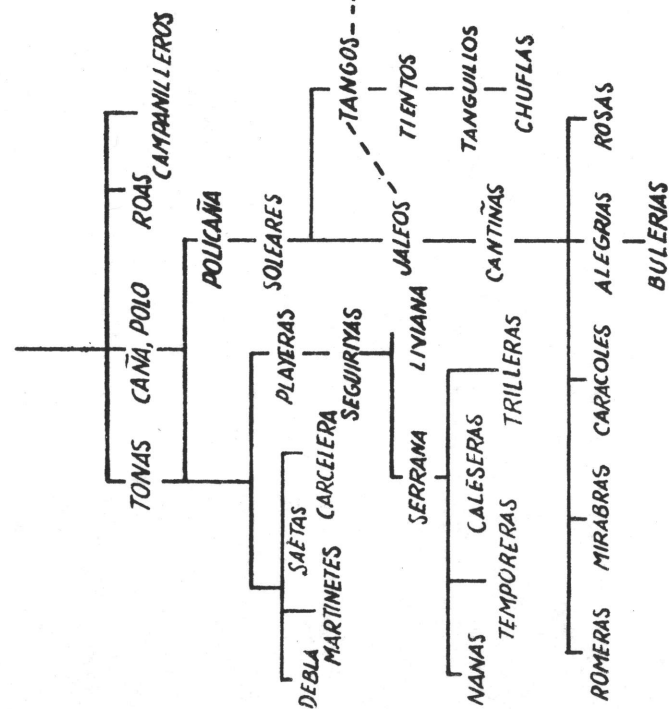 TONAS CAÑA, POLO ROAS CAMPANILLEROS
POLICAÑA
PLAYERAS SOLEARES
DEBLA MARTINETES SAETAS CARCELERA
SEGUIRIYAS
TANGOS
SERRANA LIVIANA JALEOS TIENTOS
NANAS TEMPORERAS CALESERAS TRILLERAS
CANTIÑAS TANGUILLOS
CHUFLAS
ROMERAS MIRABRAS CARACOLES ALEGRIAS ROSAS
BULERIAS